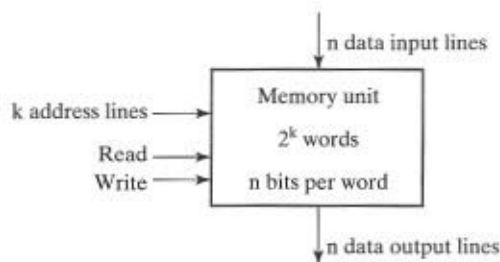 n data input lines
Memory unit
k address lines
2^k words
Read
Write
n bits per word
n data output lines